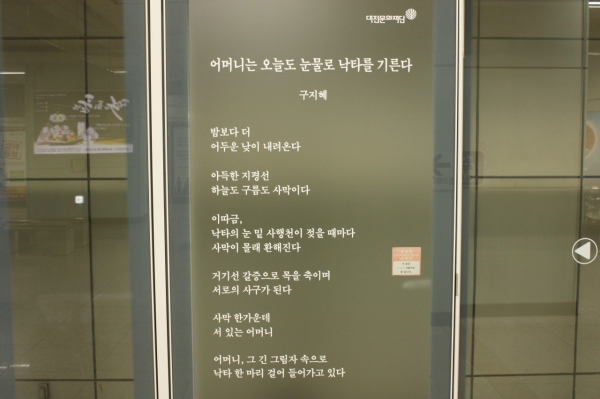 대전문화재단
어머니는 오늘도 눈물로 낙타를 기른다
구지혜
밤보다 더
어두운 낮이 내려온다
아득한 지평선
하늘도 구름도 사막이다
이따금,
낙타의 눈 밑 사행천이 젖을 때마다
사막이 몰래 환해진다
거기선 갈증으로 목을 축이며
서로의 사구가 된다
사막 한가운데
서 있는 어머니
어머니, 그 긴 그림자 속으로
낙타 한 마리 걸어 들어가고 있다